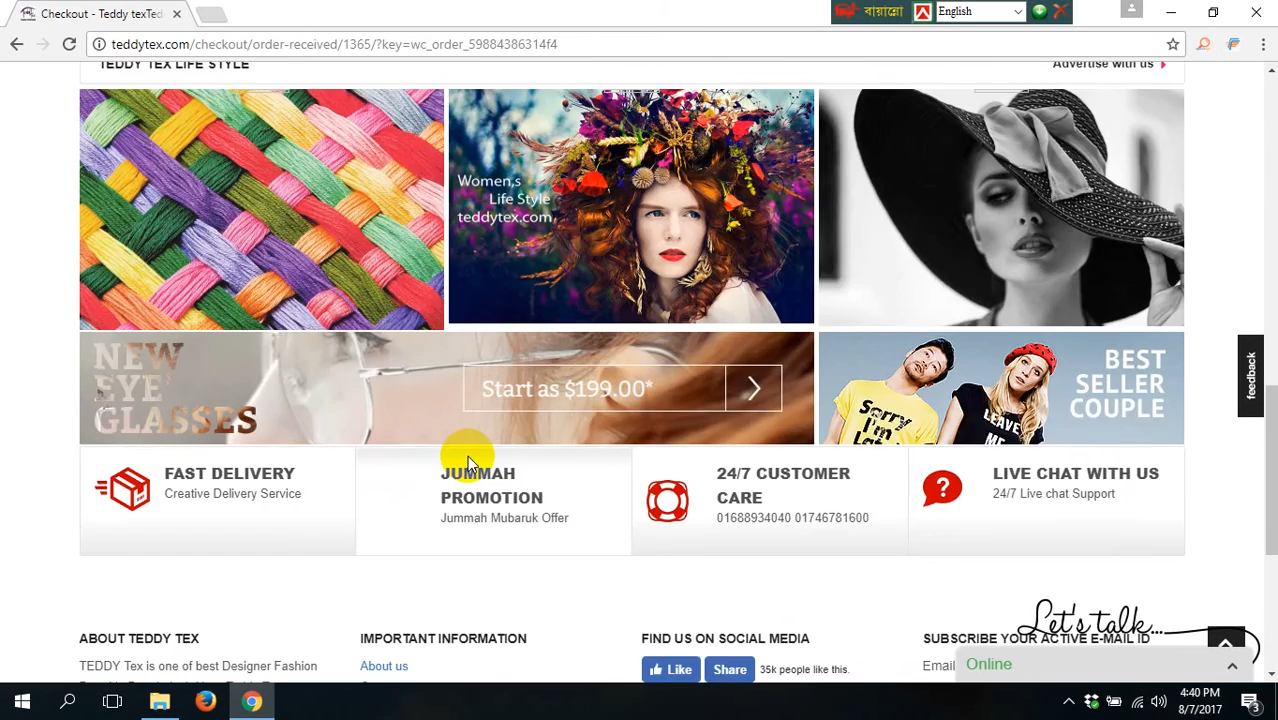 Checkout - Teddy texTedd
বায়ান্নো English
teddytex.com/checkout/order-received/1365/?key=wc_order_59884386314f4
TEDDY TEX LIFE STYLE Advertise with us
Women,s
Life Style
teddytex.com
NEW
EYE
GLASSES
Start as $199.00*
Sorry
I'm
LEAVE
ME
BEST
SELLER
COUPLE
feedback
FAST DELIVERY
Creative Delivery Service
JUMMAH
PROMOTION
Jummah Mubaruk Offer
24/7 CUSTOMER
CARE
01688934040 01746781600
LIVE CHAT WITH US
24/7 Live chat Support
Let's talk...
ABOUT TEDDY TEX
TEDDY Tex is one of best Designer Fashion
IMPORTANT INFORMATION
About us
FIND US ON SOCIAL MEDIA
Like Share 35k people like this.
SUBSCRIBE YOUR ACTIVE E-MAIL ID
Email
Online
4:40 PM
8/7/2017
3